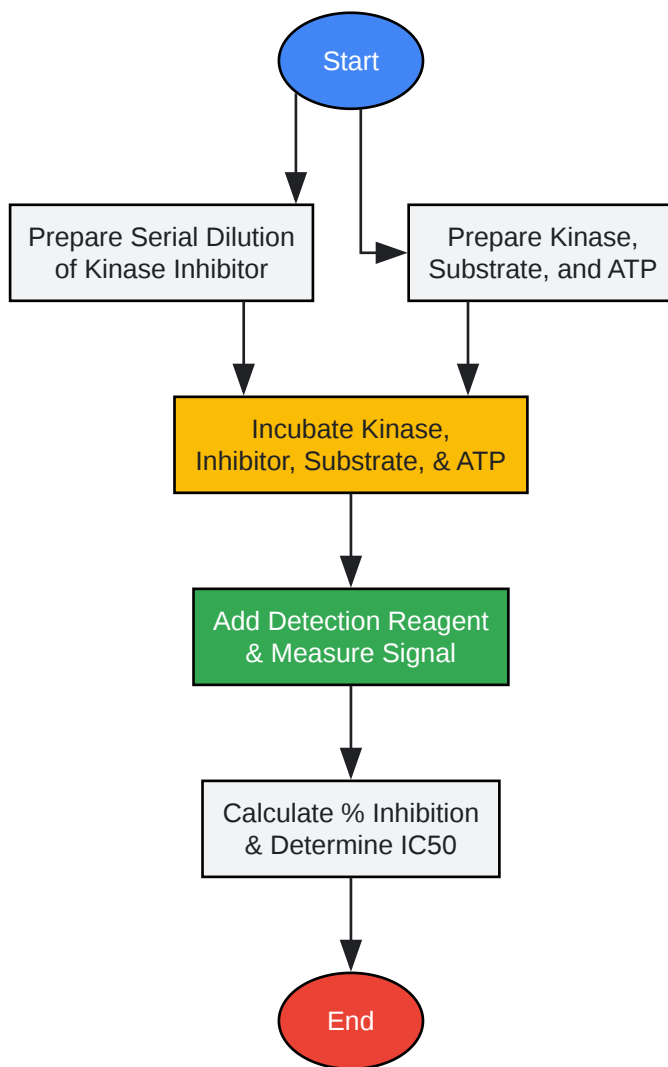 Start
Prepare Serial Dilution
of Kinase Inhibitor
Prepare Kinase,
Substrate, and ATP
Incubate Kinase,
Inhibitor, Substrate, & ATP
Add Detection Reagent
& Measure Signal
Calculate % Inhibition
& Determine IC50
End